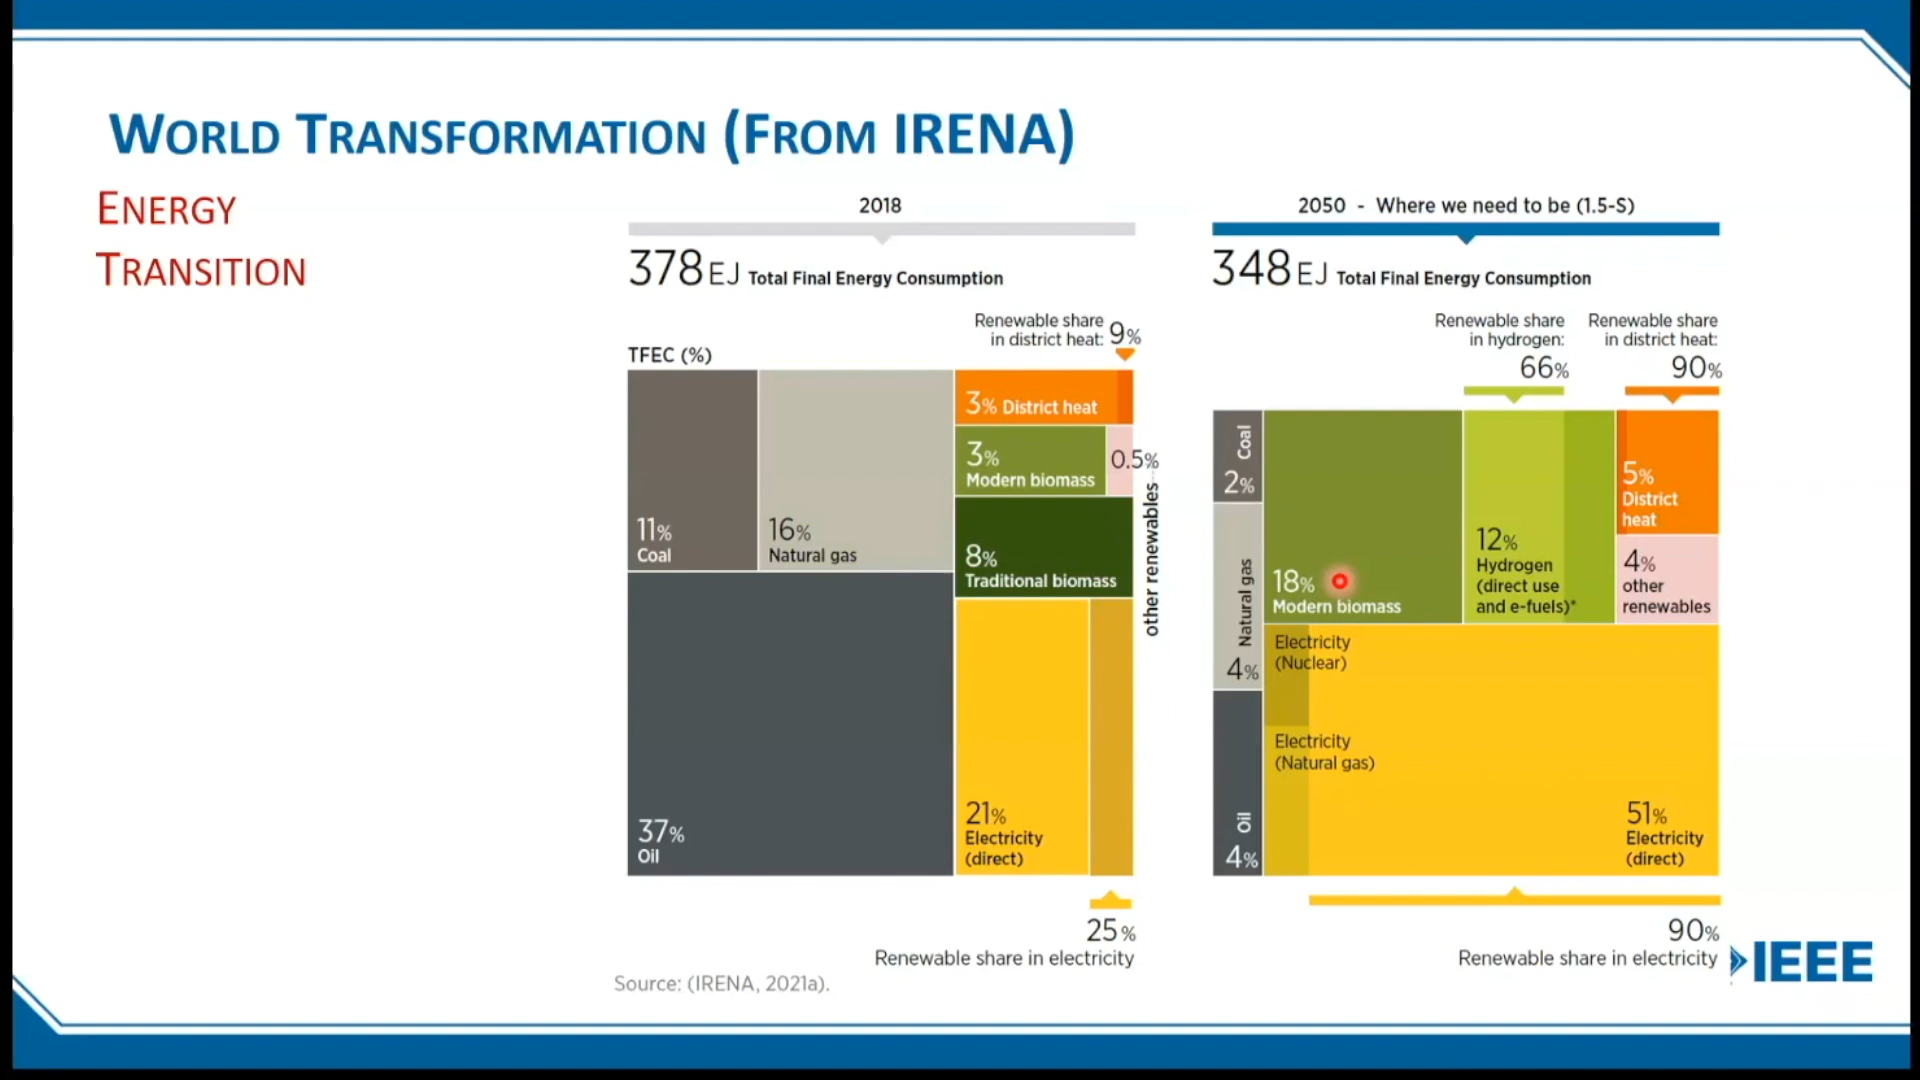 WORLD TRANSFORMATION (FROM IRENA)
ENERGY
TRANSITION
2018
378 EJ Total Final Energy Consumption
Renewable share
in district heat: 9%
TFEC (%)
3% District heat
3%
Modern biomass
0.5%
other renewables
11%
Coal
16%
Natural gas
8%
Traditional biomass
37%
Oil
21%
Electricity
(direct)
25%
Renewable share in electricity
2050 - Where we need to be (1.5-S)
348 EJ Total Final Energy Consumption
Renewable share
in hydrogen:
66%
Renewable share
in district heat:
90%
Coal
2%
Natural gas
4%
Oil
4%
18%
Modern biomass
12%
Hydrogen
(direct use
and e-fuels)*
5%
District
heat
4%
other
renewables
Electricity
(Nuclear)
Electricity
(Natural gas)
51%
Electricity
(direct)
90%
Renewable share in electricity
Source: (IRENA, 2021a).
IEEE